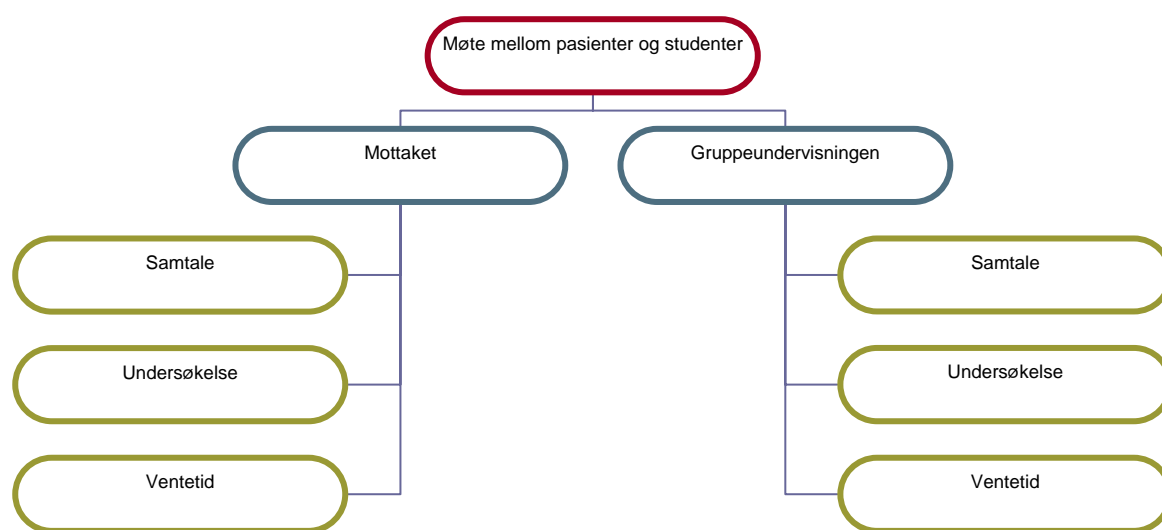 Møte mellom pasienter og studenter
Mottaket
Gruppeundervisningen
Samtale
Samtale
Undersøkelse
Undersøkelse
Ventetid
Ventetid